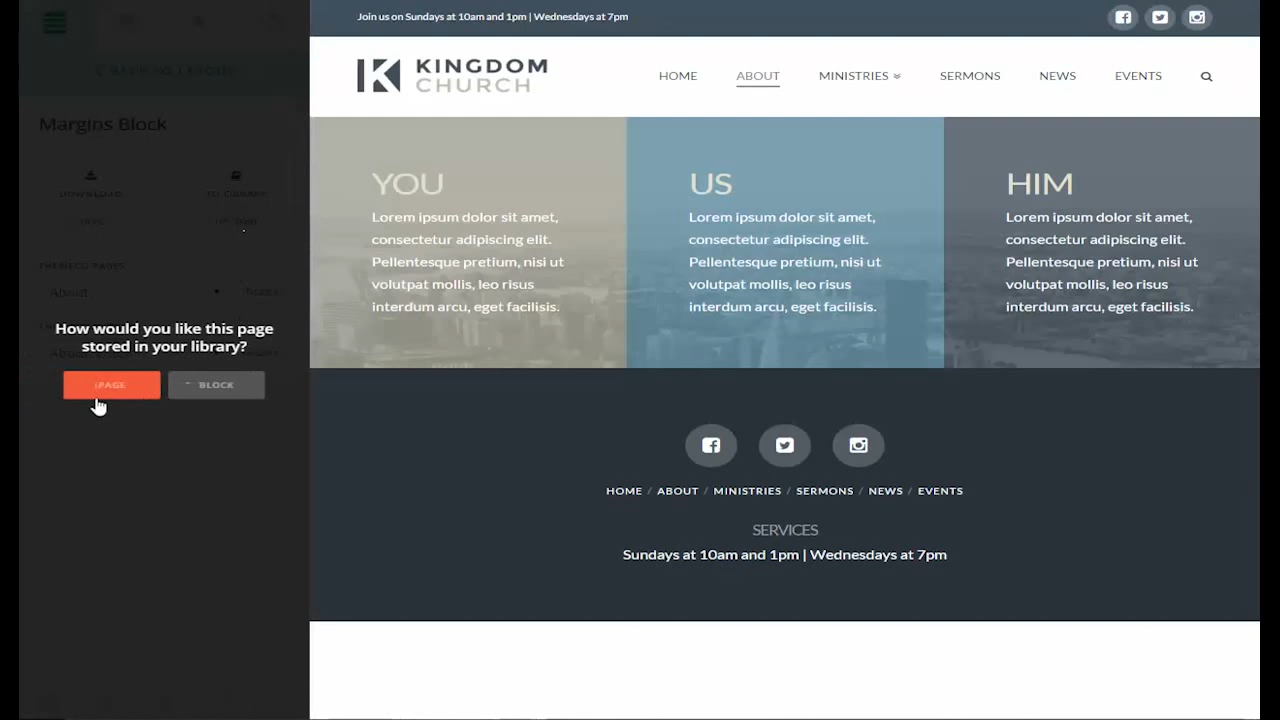 Join us on Sundays at 10am and 1pm | Wednesdays at 7pm
KINGDOM
CHURCH
HOME
ABOUT
MINISTRIES
SERMONS
NEWS
EVENTS
Margins Block
DOWNLOAD
THEMECO PAGES
About
How would you like this page
stored in your library?
PAGE
BLOCK
YOU
Lorem ipsum dolor sit amet,
consectetur adipiscing elit.
Pellentesque pretium, nisi ut
volutpat mollis, leo risus
interdum arcu, eget facilisis.
US
Lorem ipsum dolor sit amet,
consectetur adipiscing elit.
Pellentesque pretium, nisi ut
volutpat mollis, leo risus
interdum arcu, eget facilisis.
HIM
Lorem ipsum dolor sit amet,
consectetur adipiscing elit.
Pellentesque pretium, nisi ut
volutpat mollis, leo risus
interdum arcu, eget facilisis.
HOME / ABOUT / MINISTRIES / SERMONS / NEWS / EVENTS
SERVICES
Sundays at 10am and 1pm | Wednesdays at 7pm